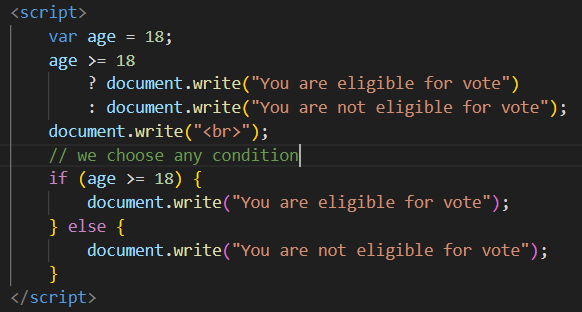 <script>
    var age = 18;
    age >= 18
        ? document.write("You are eligible for vote")
        : document.write("You are not eligible for vote");
    document.write("<br>");
    // we choose any condition
    if (age >= 18) {
        document.write("You are eligible for vote");
    } else {
        document.write("You are not eligible for vote");
    }
</script>